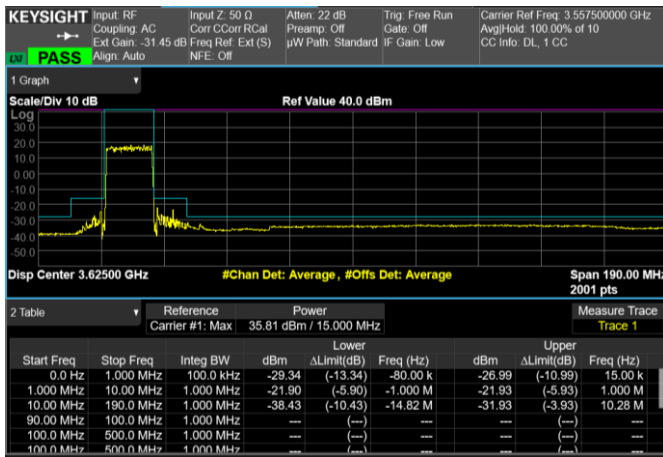 KEYSIGHT Input: RF Input Z: 50 Ω Atten: 22 dB Trig: Free Run Carrier Ref Freq: 3.557500000 GHz
Coupling: AC Corr CCorr RCal Preamp: Off Gate: Off Avg|Hold: 100.00% of 10
Ext Gain: -31.45 dB Freq Ref: Ext (S) µW Path: Standard IF Gain: Low CC Info: DL, 1 CC
LXI PASS Align: Auto NFE: Off
1 Graph
Scale/Div 10 dB Ref Value 40.0 dBm
Log
30.0
20.0
10.0
0.00
-10.0
-20.0
-30.0
-40.0
-50.0
Disp Center 3.62500 GHz #Chan Det: Average , #Offs Det: Average Span 190.00 MHz
2001 pts
2 Table Reference Power Measure Trace
Carrier #1: Max 35.81 dBm / 15.000 MHz Trace 1
Lower Upper
Start Freq Stop Freq Integ BW dBm ΔLimit(dB) Freq (Hz) dBm ΔLimit(dB) Freq (Hz)
0.0 Hz 1.000 MHz 100.0 kHz -29.34 (-13.34) -80.00 k -26.99 (-10.99) 15.00 k
1.000 MHz 10.00 MHz 1.000 MHz -21.90 (-5.90) -1.000 M -21.93 (-5.93) 1.000 M
10.00 MHz 190.0 MHz 1.000 MHz -38.43 (-10.43) -14.82 M -31.93 (-3.93) 10.28 M
90.00 MHz 100.0 MHz 1.000 MHz --- (---) --- --- (---) ---
100.0 MHz 500.0 MHz 1.000 MHz --- (---) --- --- (---) ---
100.0 MHz 500.0 MHz 1.000 MHz --- (---) --- --- (---) ---